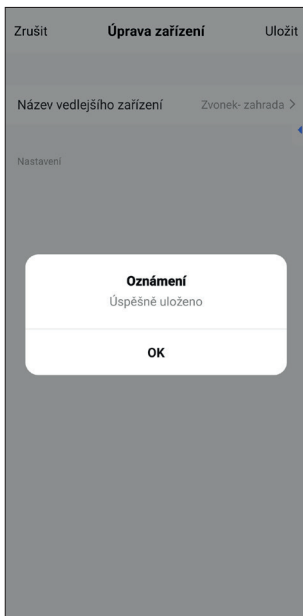 Zrušit Úprava zařízení Uložit
Název vedlejšího zařízení Zvonek- zahrada >
Nastavení
Oznámení
Úspěšně uloženo
OK